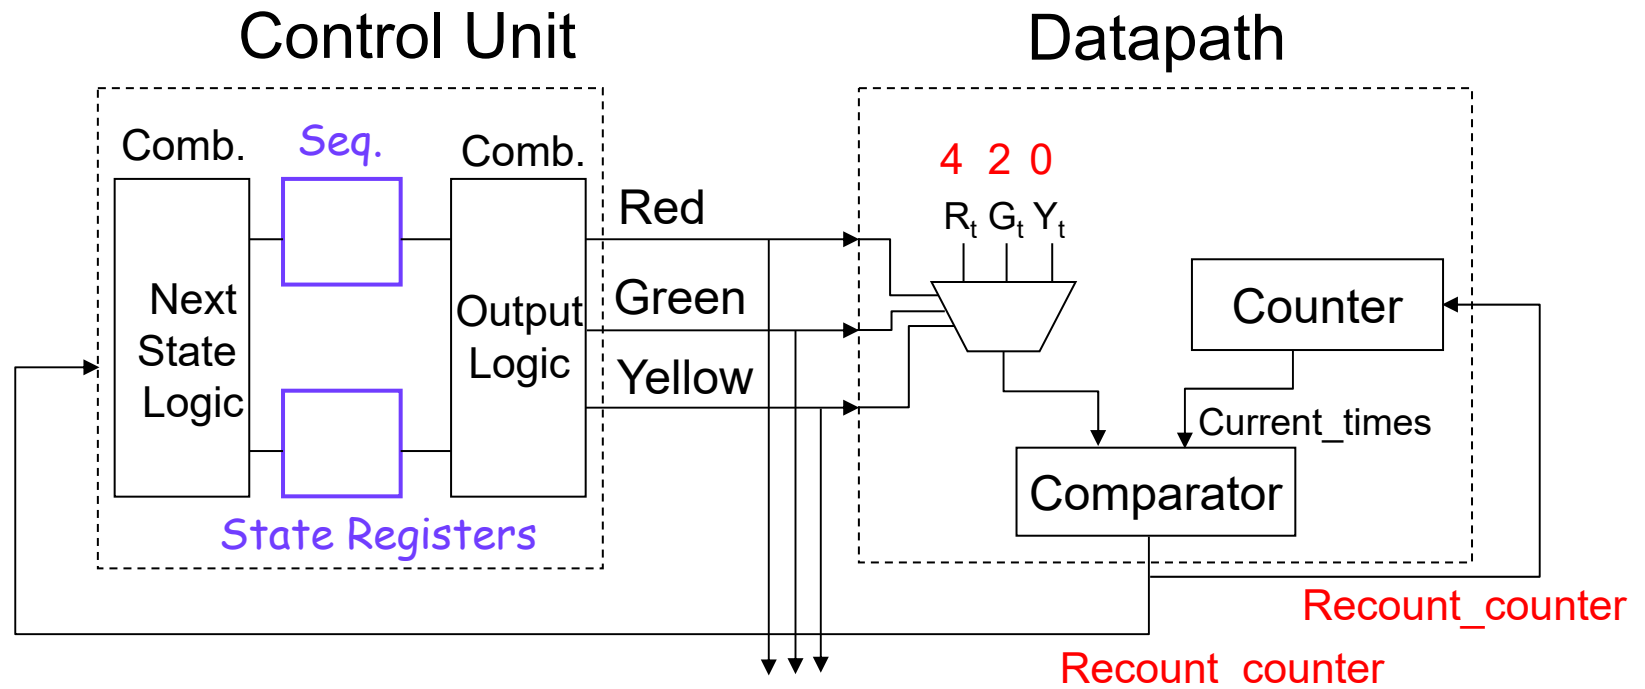 Control Unit
Datapath
Comb.
Seq.
Comb.
Next
State
Logic
Output
Logic
State Registers
Red
Green
Yellow
4 2 0
Rt Gt Yt
Counter
Current_times
Comparator
Recount_counter
Recount_counter